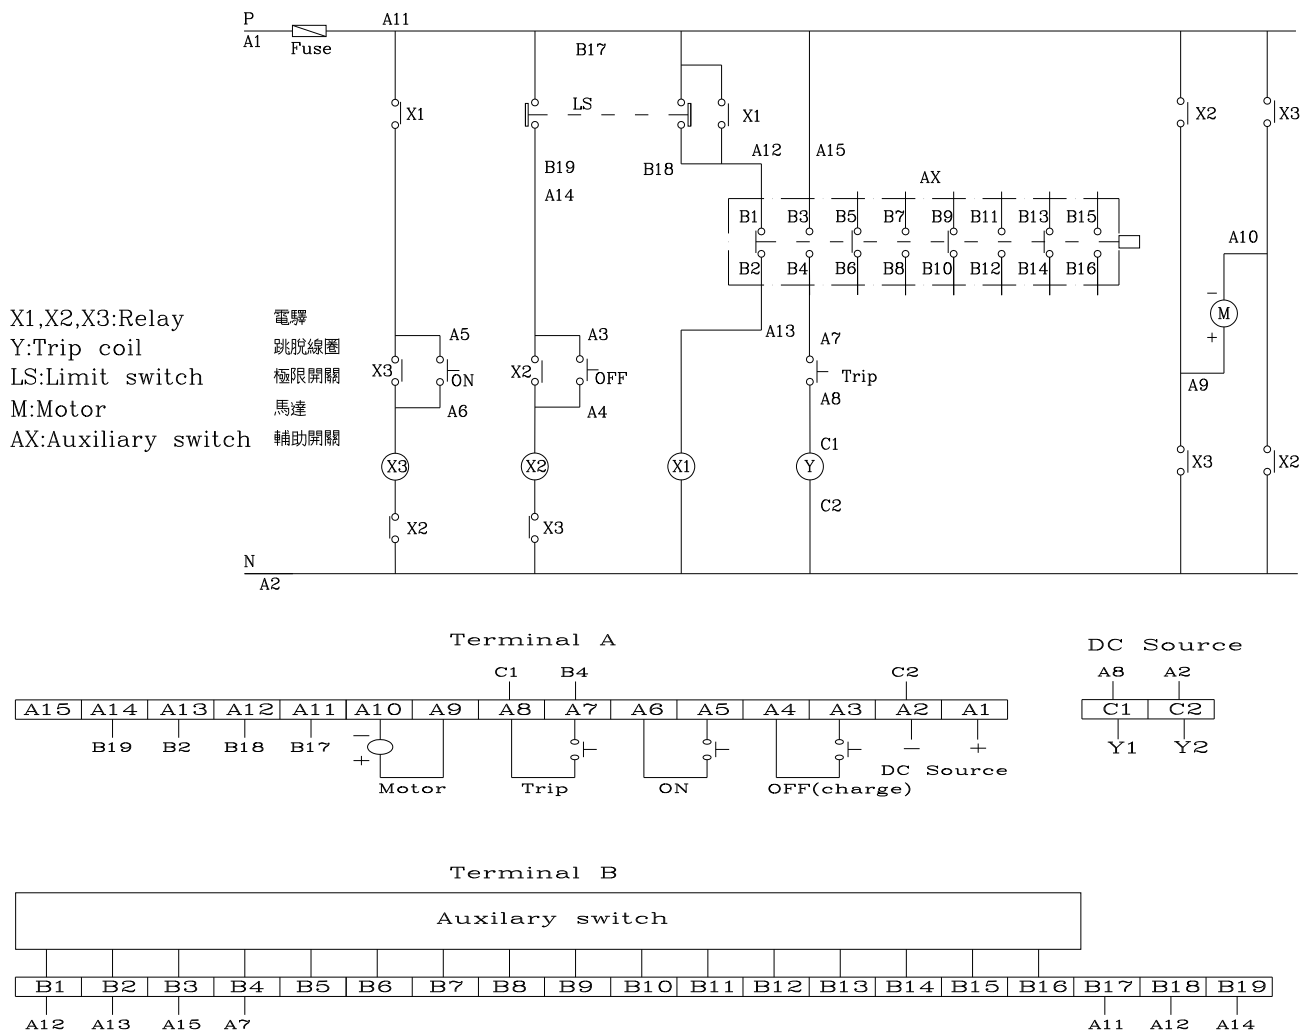 P A11
A1 Fuse
B17
X1 LS X1 X2 X3
A12 A15
B19 B18
A14 AX
B1 B3 B5 B7 B9 B11 B13 B15
A10
B2 B4 B6 B8 B10 B12 B14 B16
X1,X2,X3:Relay 電驛
Y:Trip coil 跳脫線圈
LS:Limit switch 極限開關
M:Motor 馬達
AX:Auxiliary switch 輔助開關
− M +
A5 A3 A13 A7
X3 ON X2 OFF Trip A9
A6 A4 A8
C1
X3 X2 X1 Y X3 X2
C2
X2 X3
N
A2
Terminal A
DC Source
C1 B4 C2 A8 A2
A15 A14 A13 A12 A11 A10 A9 A8 A7 A6 A5 A4 A3 A2 A1 C1 C2
B19 B2 B18 B17 − + − + Y1 Y2
DC Source
Motor Trip ON OFF(charge)
Terminal B
Auxilary switch
B1 B2 B3 B4 B5 B6 B7 B8 B9 B10 B11 B12 B13 B14 B15 B16 B17 B18 B19
A12 A13 A15 A7 A11 A12 A14